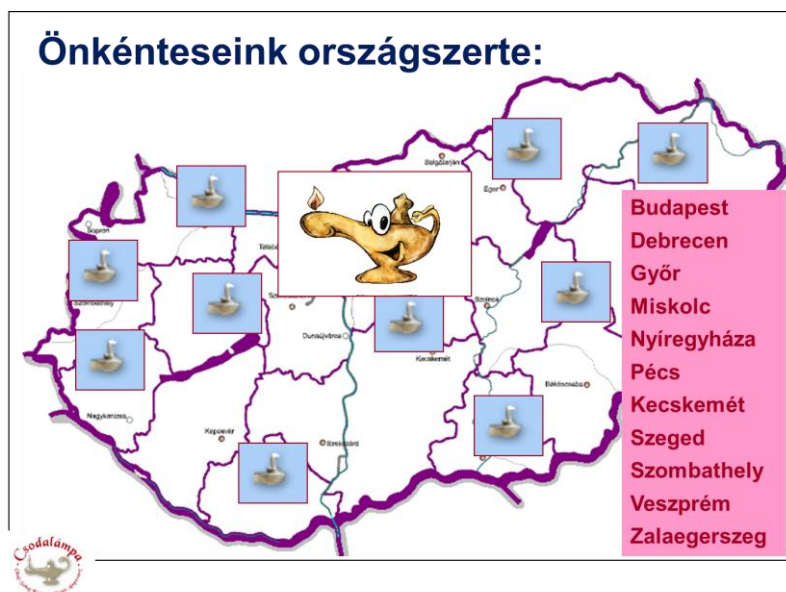 Önkénteseink országszerte:
Salgótarján
Eger
Sopron
Szombathely
Dunaújváros
Szolnok
Kecskemét
Nagykanizsa
Kaposvár
Szekszárd
Békéscsaba
Budapest
Debrecen
Győr
Miskolc
Nyíregyháza
Pécs
Kecskemét
Szeged
Szombathely
Veszprém
Zalaegerszeg
Csodalámpa